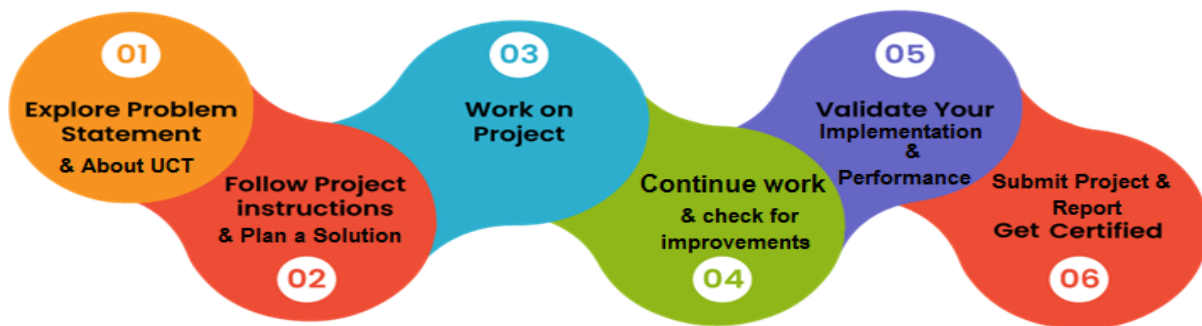 01
Explore Problem
Statement
& About UCT
Follow Project
instructions
& Plan a Solution
02
03
Work on
Project
Continue work
& check for
improvements
04
05
Validate Your
Implementation
&
Performance
Submit Project &
Report
Get Certified
06